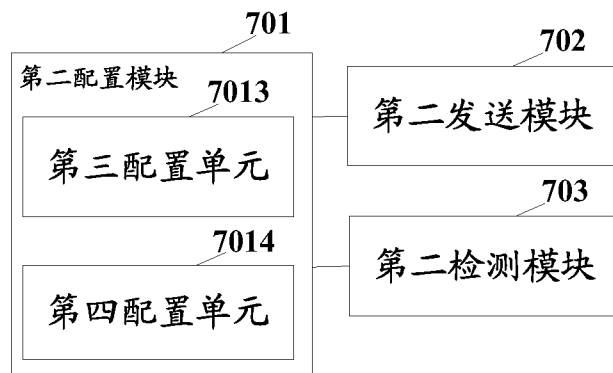 701
第二配置模块
7013
第三配置单元
7014
第四配置单元
702
第二发送模块
703
第二检测模块